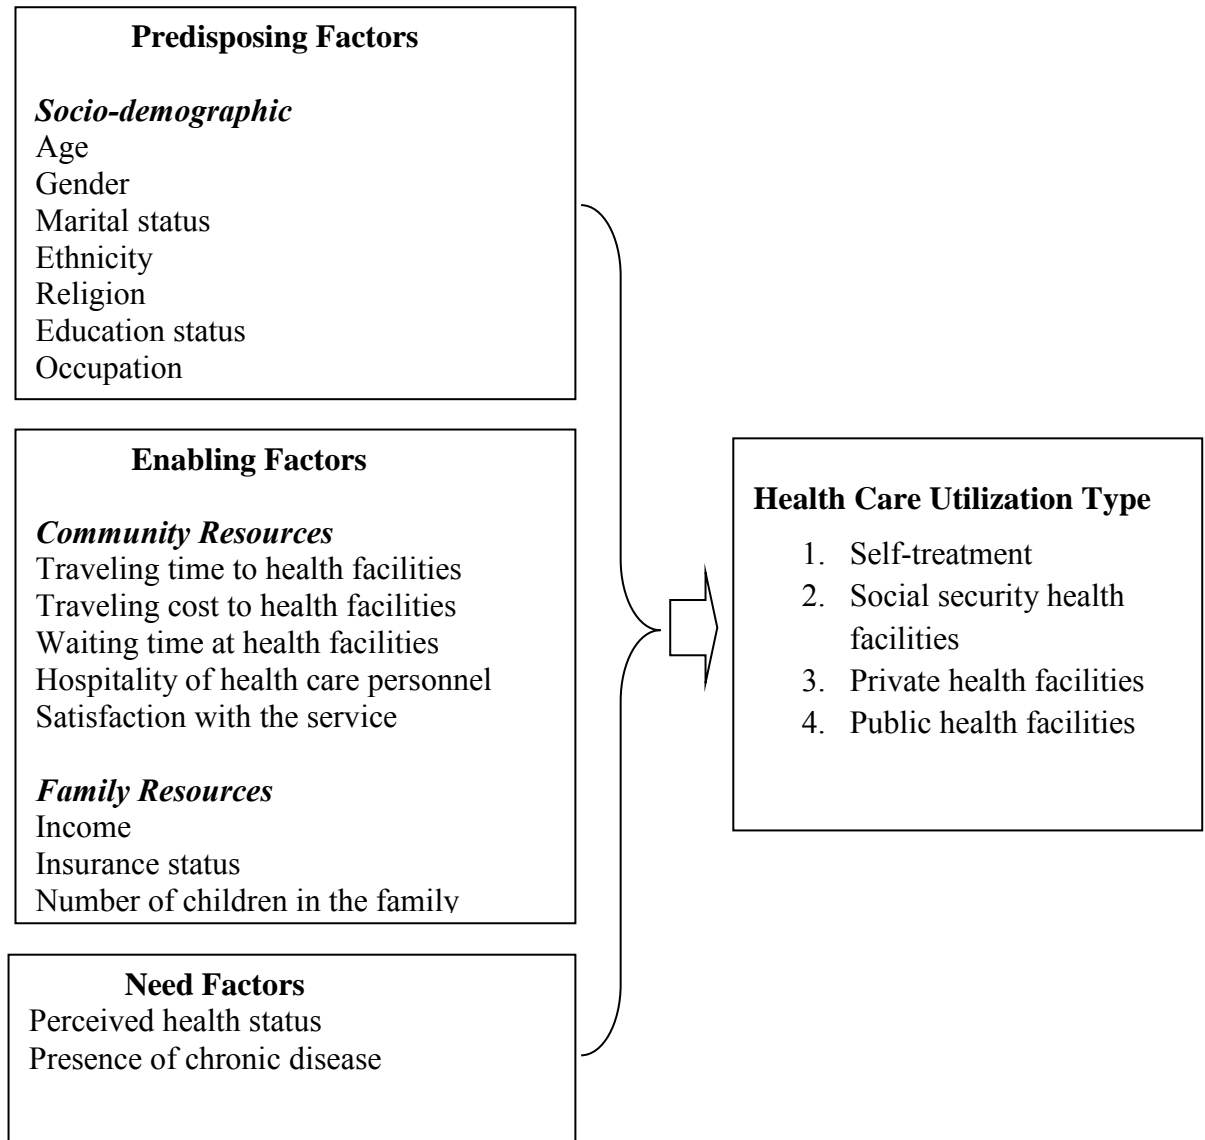 Predisposing Factors
Socio-demographic
Age
Gender
Marital status
Ethnicity
Religion
Education status
Occupation
Enabling Factors
Community Resources
Traveling time to health facilities
Traveling cost to health facilities
Waiting time at health facilities
Hospitality of health care personnel
Satisfaction with the service
Family Resources
Income
Insurance status
Number of children in the family
Need Factors
Perceived health status
Presence of chronic disease
Health Care Utilization Type
1. Self-treatment
2. Social security health
facilities
3. Private health facilities
4. Public health facilities